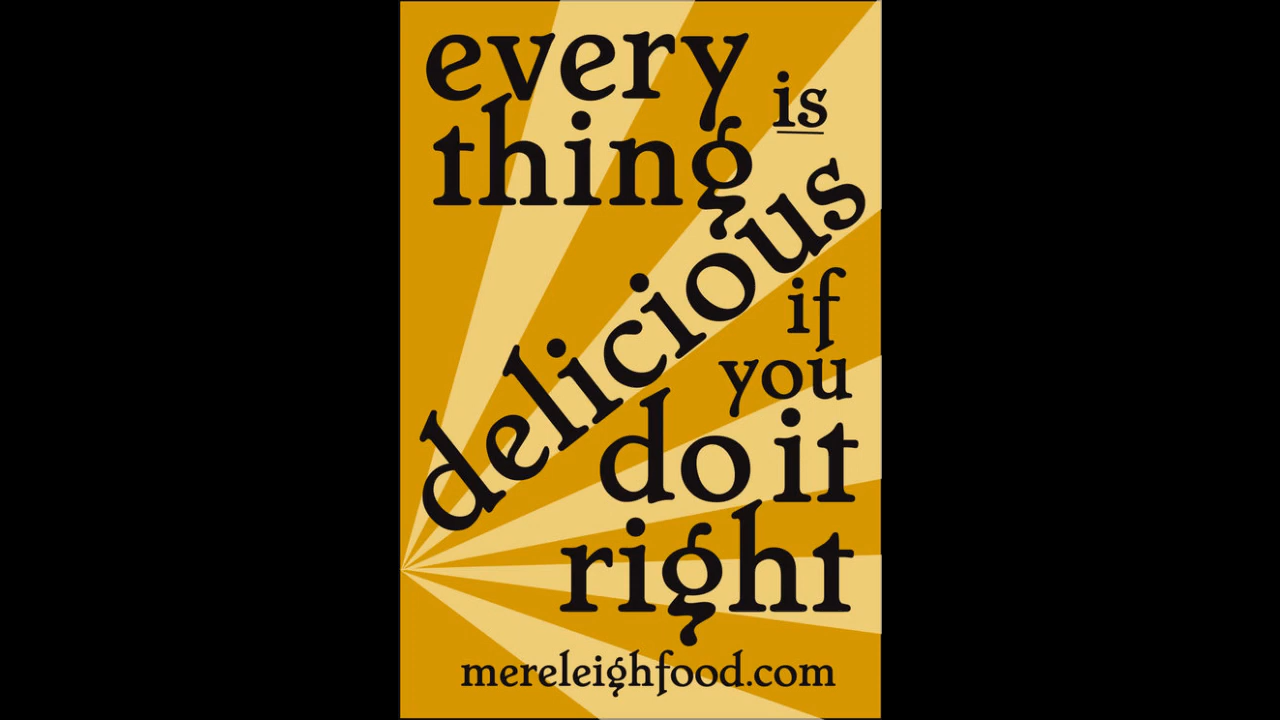 every
thing
is
delicious
if
you
do it
right
mereleighfood.com